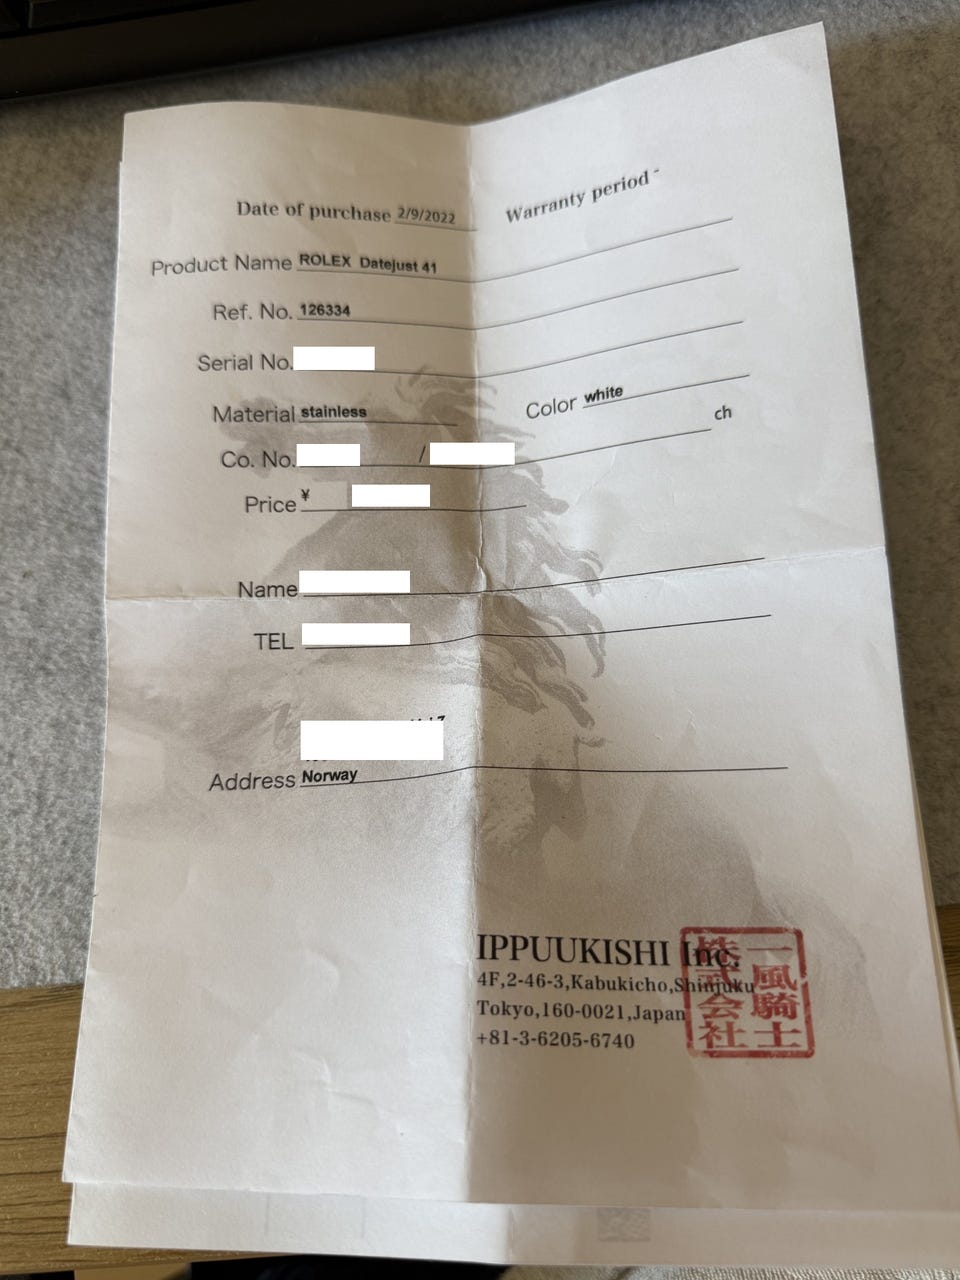 Date of purchase 2/9/2022 Warranty period -
Product Name ROLEX Datejust 41
Ref. No. 126334
Serial No.
Material stainless Color white
Co. No. / ch
Price ¥
Name
TEL
Address Norway
IPPUUKISHI Inc.
4F,2-46-3,Kabukicho,Shinjuku
Tokyo,160-0021,Japan
+81-3-6205-6740
一風騎士
株式会社